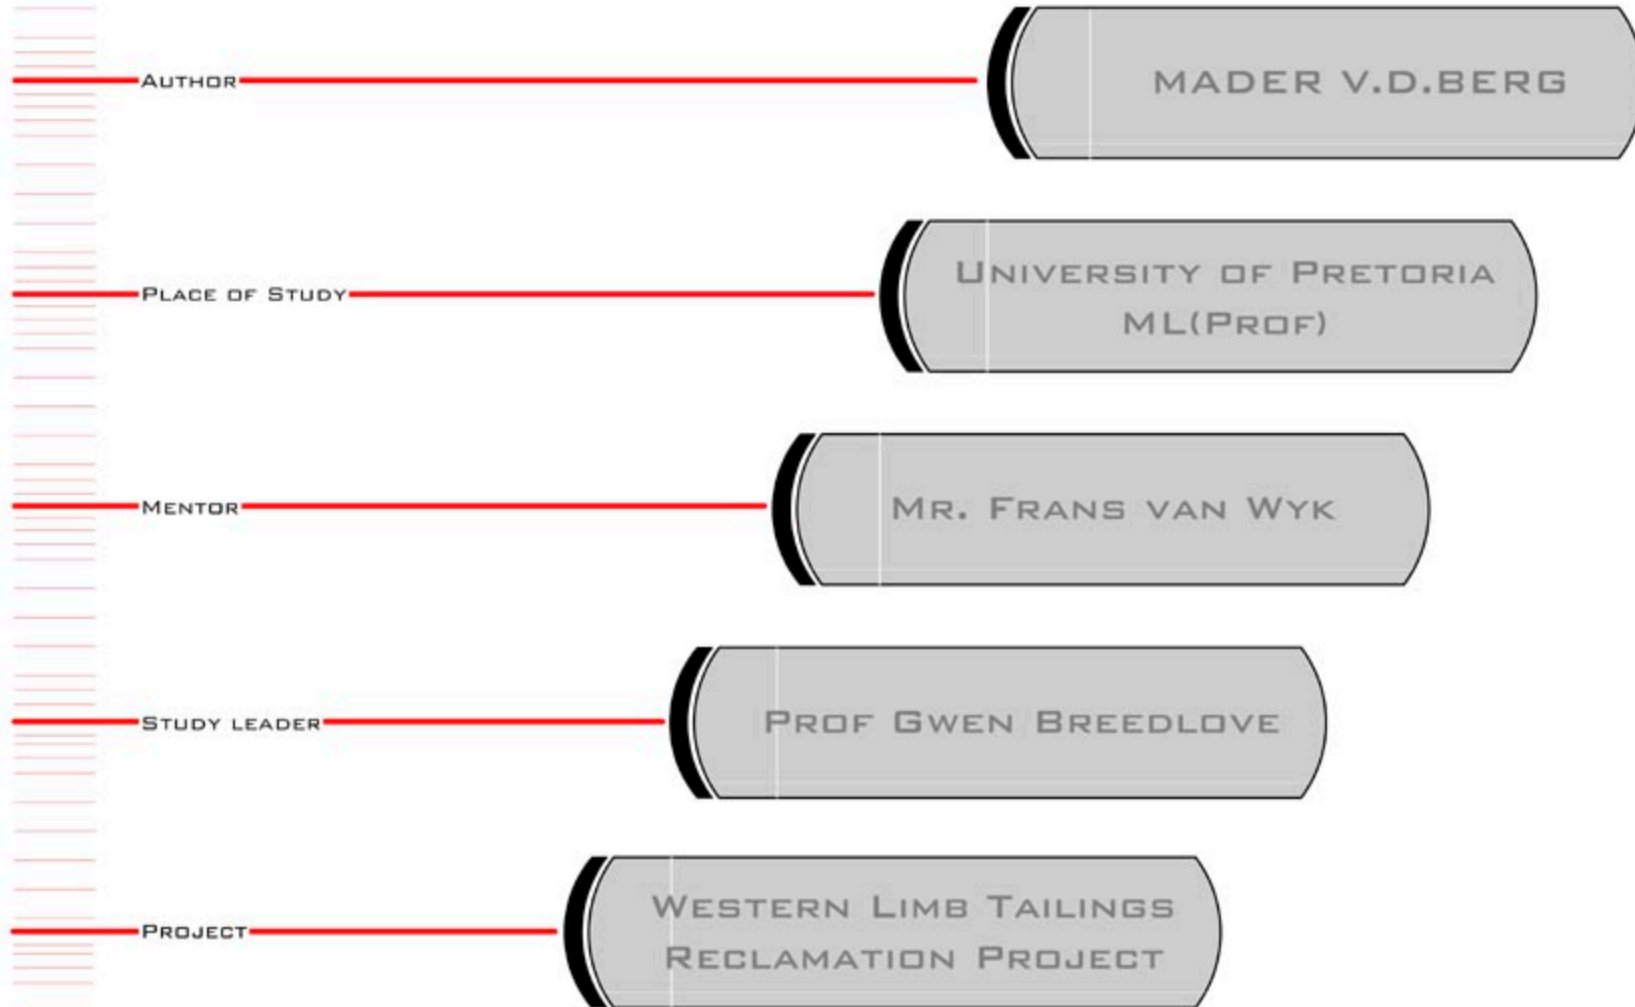 AUTHOR
MADER V.D.BERG
PLACE OF STUDY
UNIVERSITY OF PRETORIA
ML(PROF)
MENTOR
MR. FRANS VAN WYK
STUDY LEADER
PROF GWEN BREEDLOVE
PROJECT
WESTERN LIMB TAILINGS
RECLAMATION PROJECT